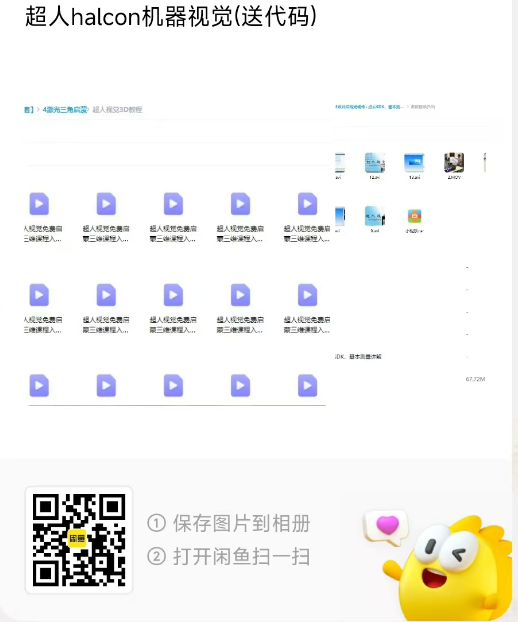 超人halcon机器视觉(送代码)
4激光三角启蒙 > 超人视觉3D教程
人视觉免费启
蒙三维课程入...
超人视觉免费启
蒙三维课程入...
超人视觉免费启
蒙三维课程入...
超人视觉免费启
蒙三维课程入...
超人视觉免费启
蒙三维课程入...
人视觉免费启
蒙三维课程入...
超人视觉免费启
蒙三维课程入...
超人视觉免费启
蒙三维课程入...
超人视觉免费启
蒙三维课程入...
超人视觉免费启
蒙三维课程入...
SDK、基本测量讲解
67.72M
闲鱼
① 保存图片到相册
② 打开闲鱼扫一扫